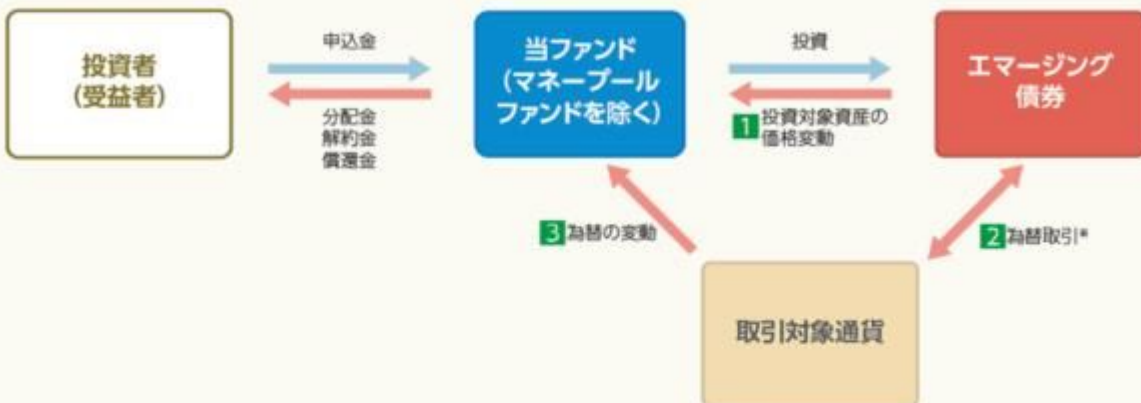 投資者
(受益者)
申込金
分配金
解約金
償還金
当ファンド
(マネープール
ファンドを除く)
投資
1 投資対象資産の
価格変動
エマージング
債券
3 為替の変動
2 為替取引*
取引対象通貨